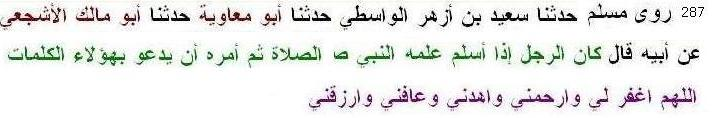 287 روى مسلم حدثنا سعيد بن أزهر الواسطي حدثنا أبو معاوية حدثنا أبو مالك الأشجعي
عن أبيه قال كان الرجل إذا أسلم علمه النبي ص الصلاة ثم أمره أن يدعو بهؤلاء الكلمات
اللهم اغفر لي وارحمني واهدني وعافني وارزقني